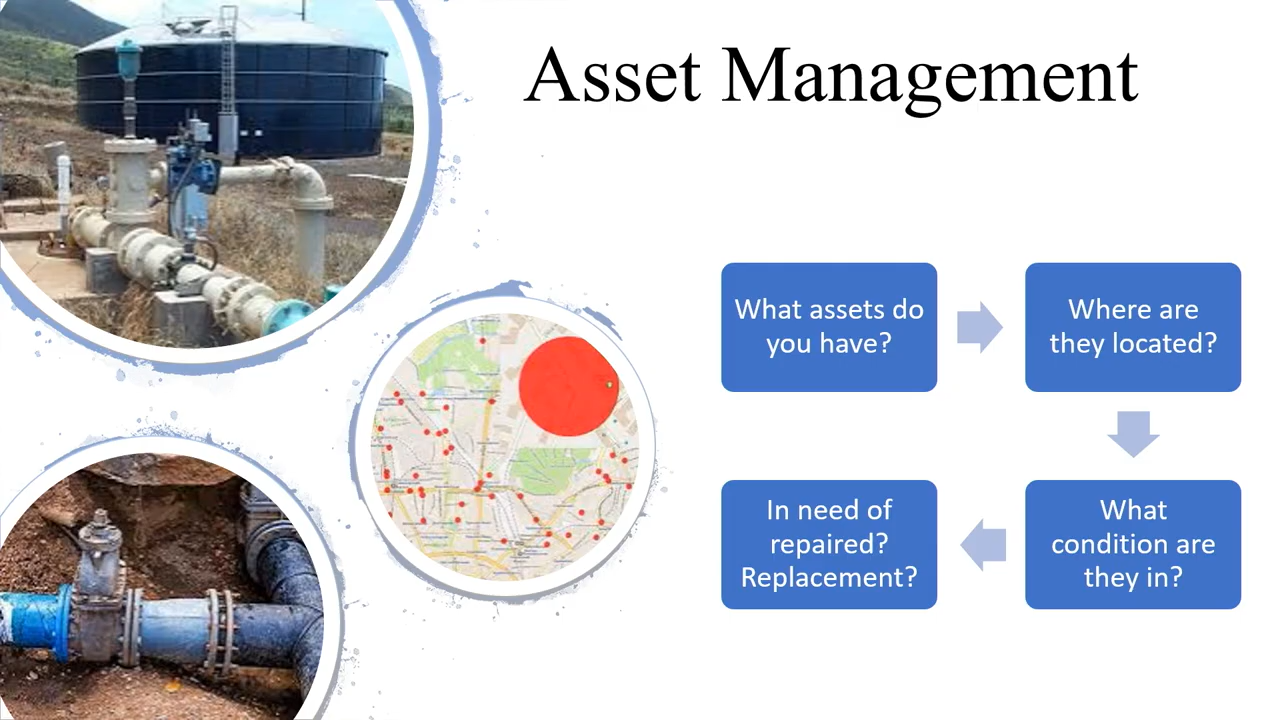 Asset Management
What assets do
you have?
Where are
they located?
What
condition are
they in?
In need of
repaired?
Replacement?